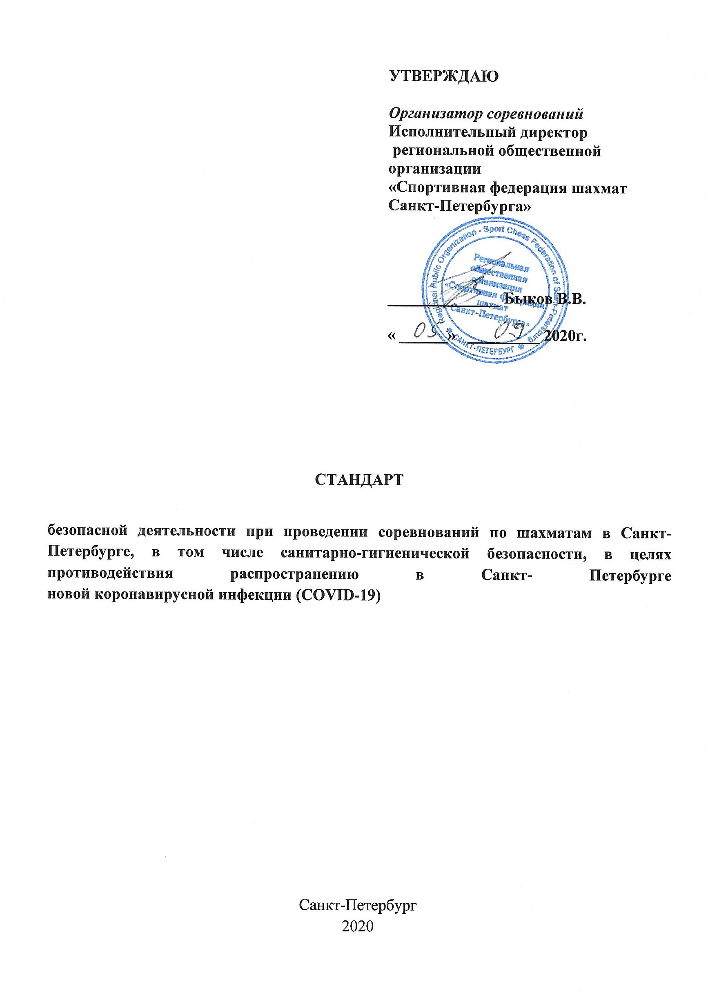 УТВЕРЖДАЮ
Организатор соревнований
Исполнительный директор
региональной общественной
организации
«Спортивная федерация шахмат
Санкт-Петербурга»
Regional Public Organization - Sport Chess Federation of Saint-Petersburg
* САНКТ-ПЕТЕРБУРГ *
Региональная
общественная
организация
«Спортивная федерация
шахмат
Санкт-Петербурга»
Быков В.В.
« 05 » 09 2020г.
СТАНДАРТ
безопасной деятельности при проведении соревнований по шахматам в Санкт-
Петербурге, в том числе санитарно-гигиенической безопасности, в целях
противодействия распространению в Санкт- Петербурге
новой коронавирусной инфекции (COVID-19)
Санкт-Петербург
2020